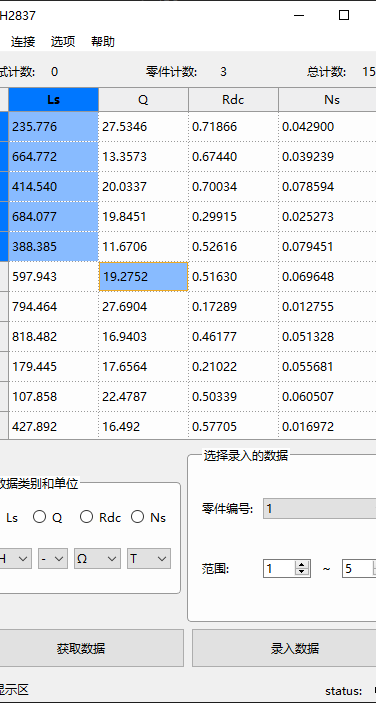 H2837
连接 选项 帮助
试计数: 0 零件计数: 3 总计数: 15
Ls Q Rdc Ns
235.776 27.5346 0.71866 0.042900
664.772 13.3573 0.67440 0.039239
414.540 20.0337 0.70034 0.078594
684.077 19.8451 0.29915 0.025273
388.385 11.6706 0.52616 0.079451
597.943 19.2752 0.51630 0.069648
794.464 27.6904 0.17289 0.012755
818.482 16.9403 0.46177 0.051328
179.445 17.6564 0.21022 0.055681
107.858 22.4787 0.50339 0.060507
427.892 16.492 0.57705 0.016972
选择录入的数据
数据类别和单位
Ls Q Rdc Ns
零件编号: 1
H - Ω T
范围: 1 ~ 5
获取数据 录入数据
显示区 status: